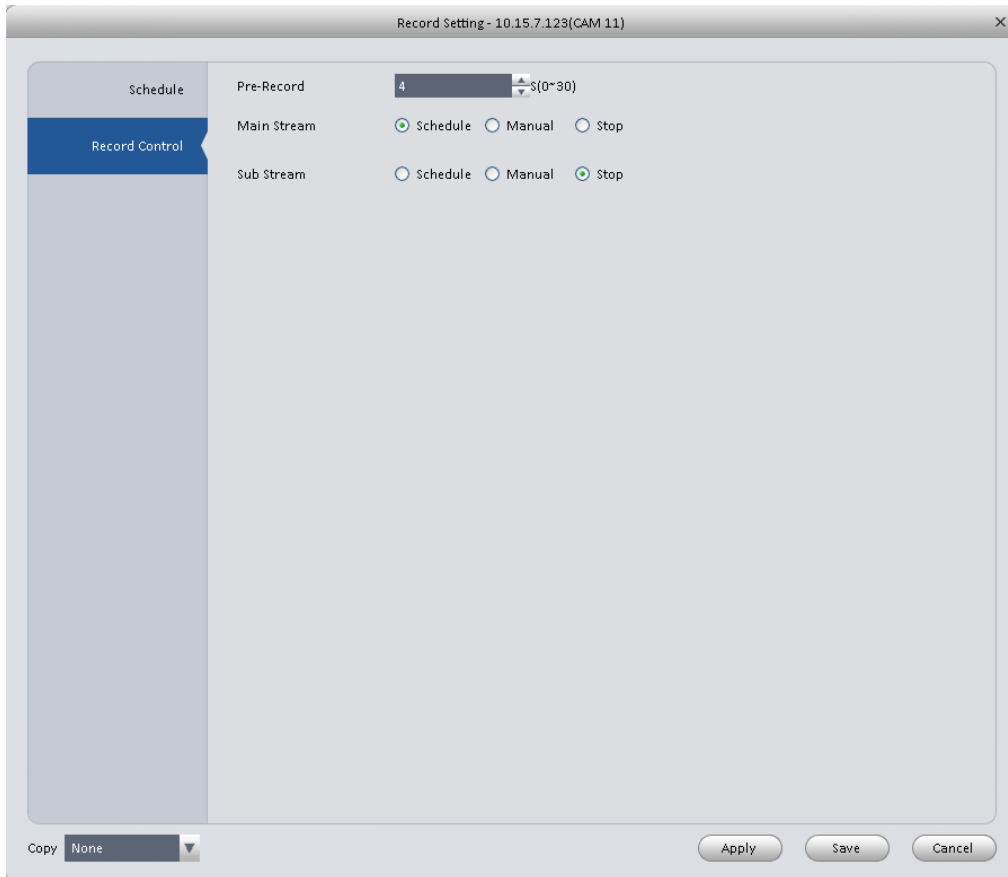 Record Setting - 10.15.7.123(CAM 11)
Schedule
Record Control
Pre-Record 4 S(0~30)
Main Stream Schedule Manual Stop
Sub Stream Schedule Manual Stop
Copy None Apply Save Cancel